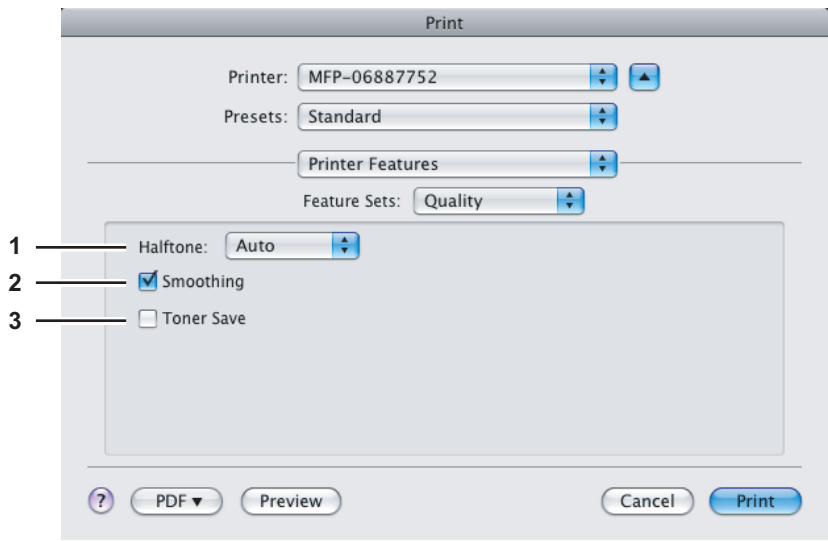 Print
Printer: MFP-06887752
Presets: Standard
Printer Features
Feature Sets: Quality
1 Halftone: Auto
2 Smoothing
3 Toner Save
? PDF ▼ Preview Cancel Print